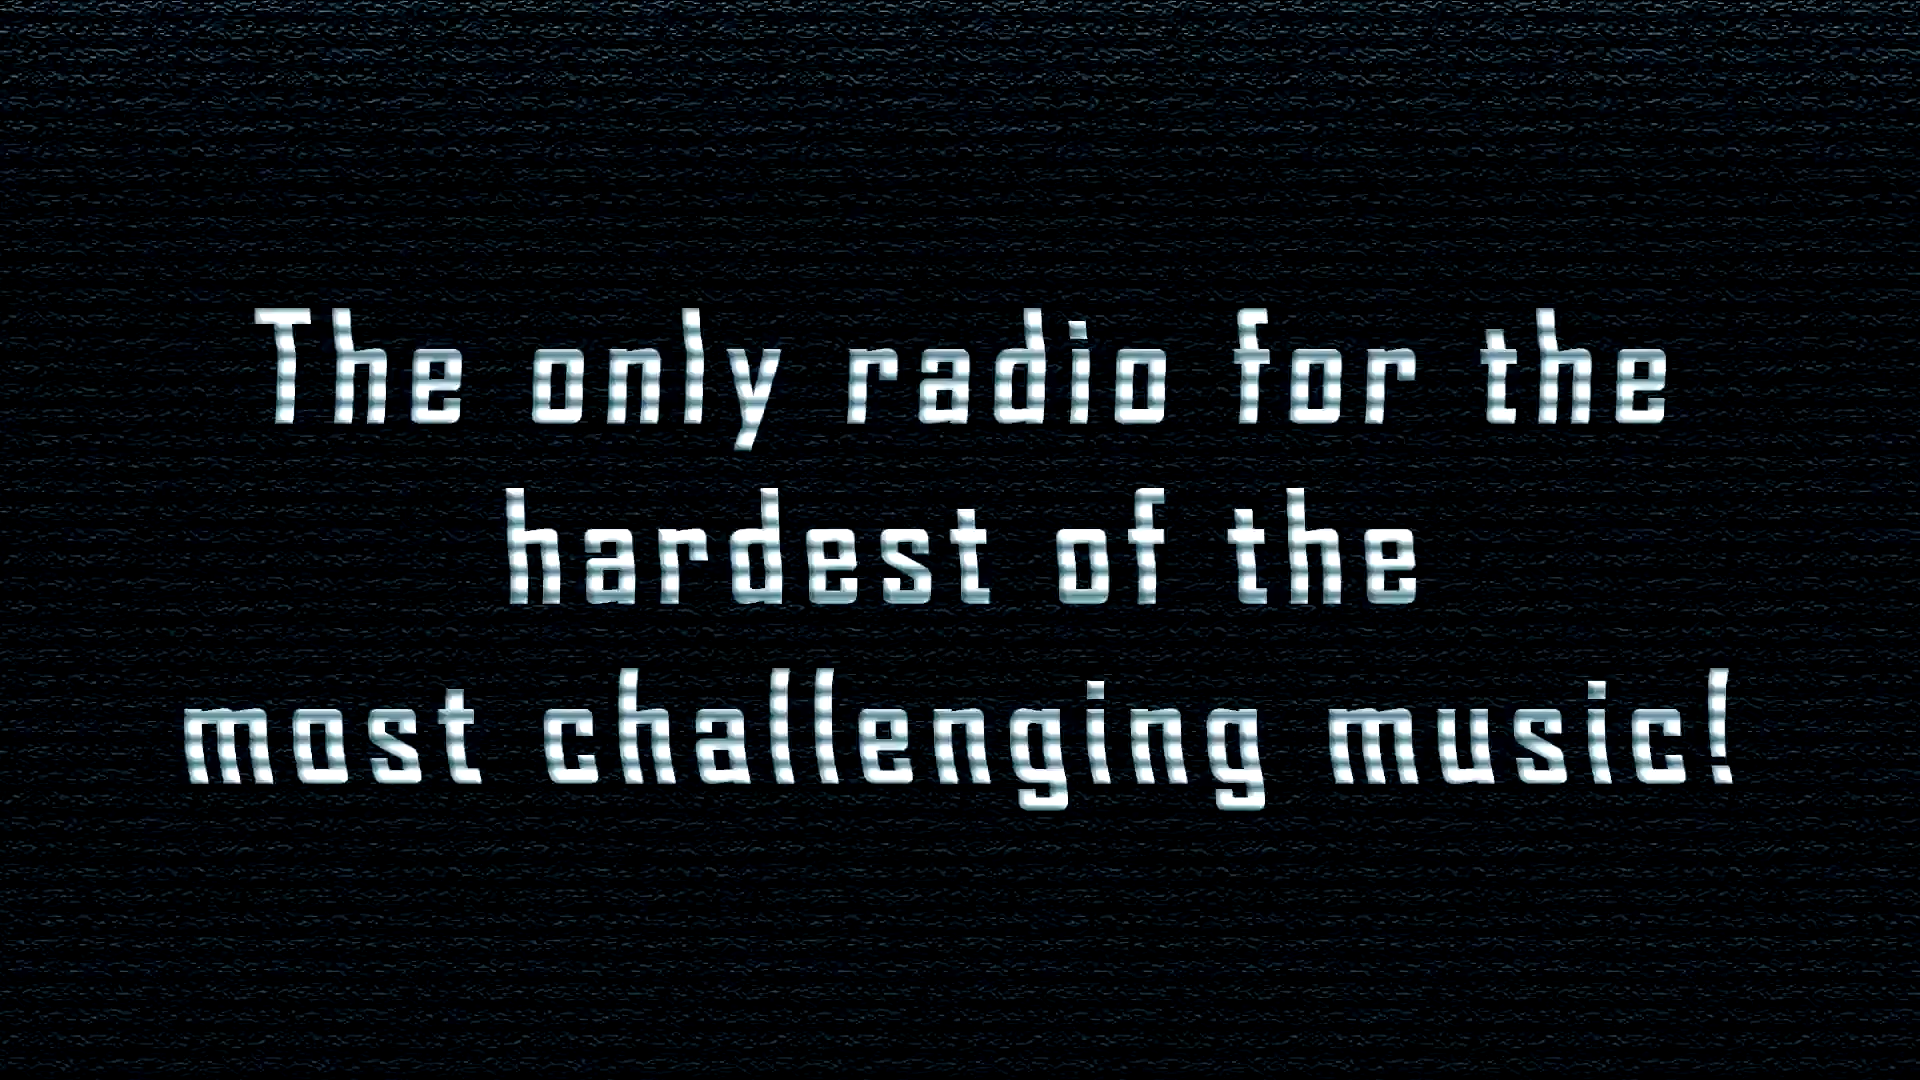 The only radio for the
hardest of the
most challenging music!